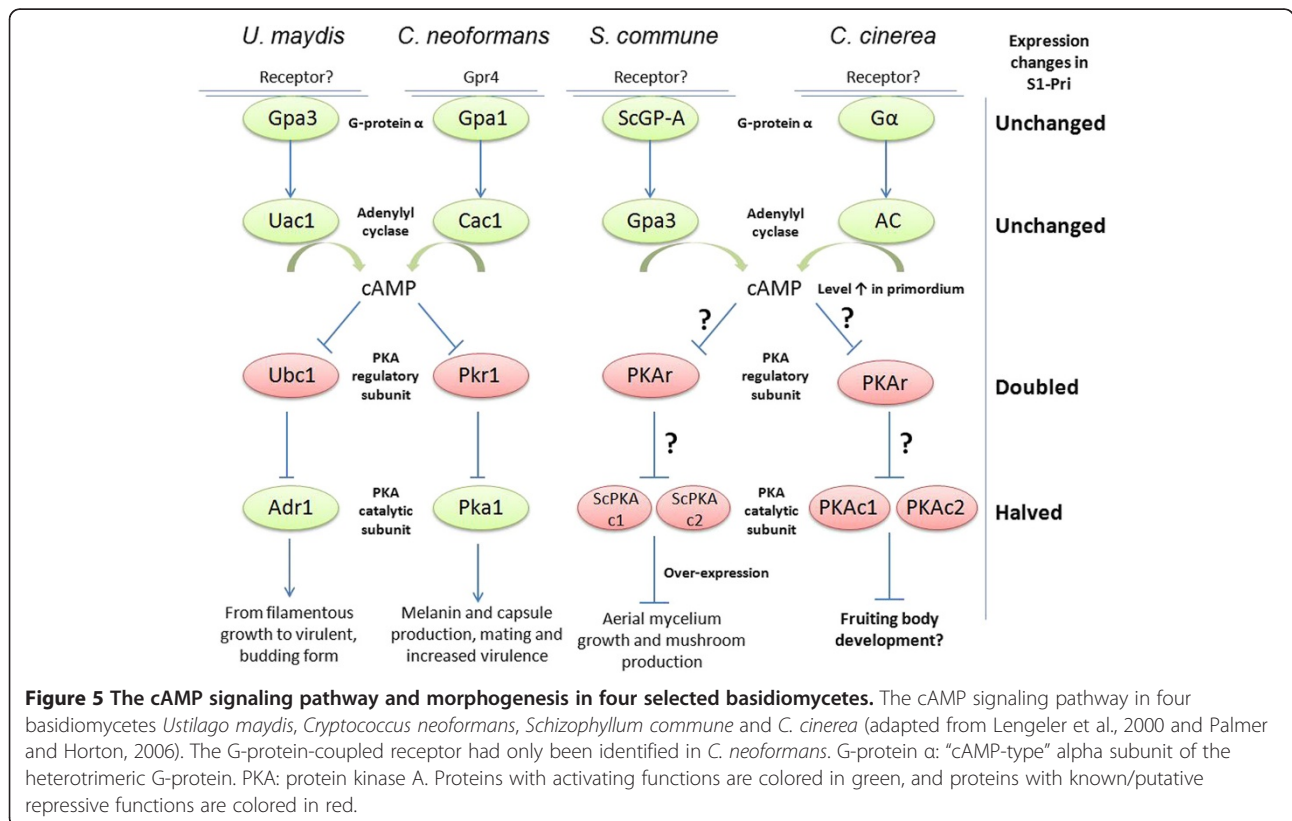 U. maydis C. neoformans S. commune C. cinerea
Expression changes in S1-Pri
Receptor? Gpr4 Receptor? Receptor?
Gpa3 G-protein α Gpa1 ScGP-A G-protein α Gα Unchanged
Uac1 Adenylyl cyclase Cac1 Gpa3 Adenylyl cyclase AC Unchanged
cAMP cAMP Level ↑ in primordium
? ?
Ubc1 PKA regulatory subunit Pkr1 PKAr PKA regulatory subunit PKAr Doubled
? ?
Adr1 PKA catalytic subunit Pka1 ScPKA c1 ScPKA c2 PKA catalytic subunit PKAc1 PKAc2 Halved
Over-expression
From filamentous growth to virulent, budding form
Melanin and capsule production, mating and increased virulence
Aerial mycelium growth and mushroom production
Fruiting body development?
Figure 5 The cAMP signaling pathway and morphogenesis in four selected basidiomycetes. The cAMP signaling pathway in four
basidiomycetes Ustilago maydis, Cryptococcus neoformans, Schizophyllum commune and C. cinerea (adapted from Lengeler et al., 2000 and Palmer
and Horton, 2006). The G-protein-coupled receptor had only been identified in C. neoformans. G-protein α: “cAMP-type” alpha subunit of the
heterotrimeric G-protein. PKA: protein kinase A. Proteins with activating functions are colored in green, and proteins with known/putative
repressive functions are colored in red.